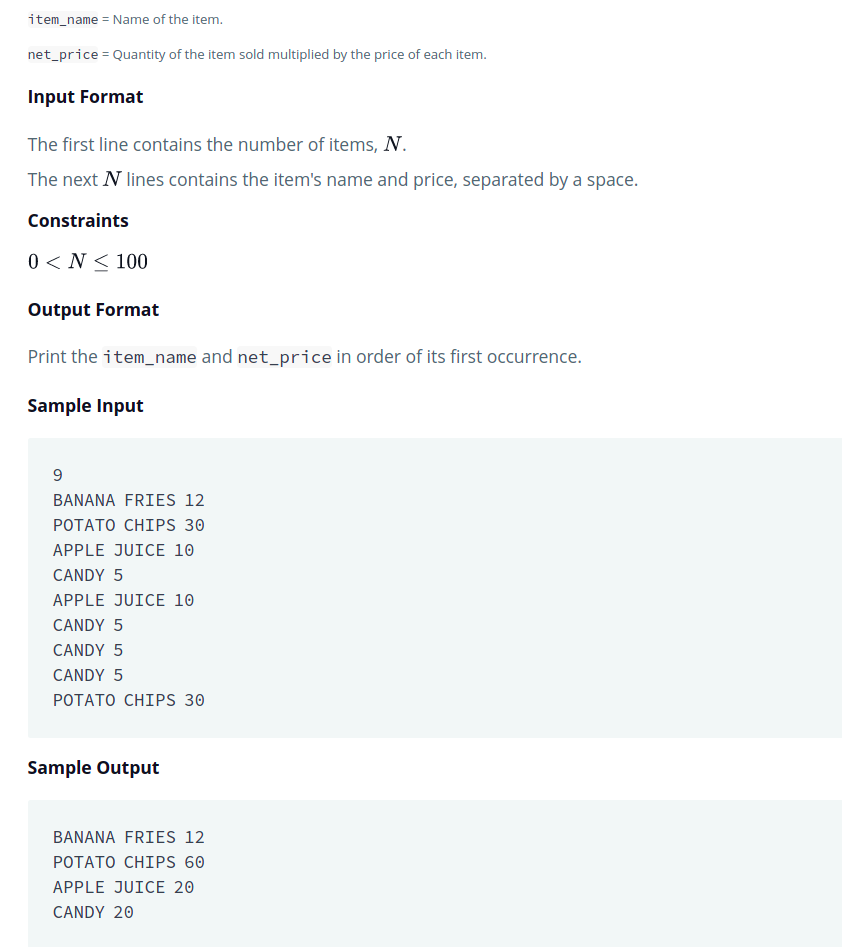 item_name = Name of the item.
net_price = Quantity of the item sold multiplied by the price of each item.
Input Format
The first line contains the number of items, N.
The next N lines contains the item's name and price, separated by a space.
Constraints
0 < N ≤ 100
Output Format
Print the item_name and net_price in order of its first occurrence.
Sample Input
9
BANANA FRIES 12
POTATO CHIPS 30
APPLE JUICE 10
CANDY 5
APPLE JUICE 10
CANDY 5
CANDY 5
CANDY 5
POTATO CHIPS 30
Sample Output
BANANA FRIES 12
POTATO CHIPS 60
APPLE JUICE 20
CANDY 20